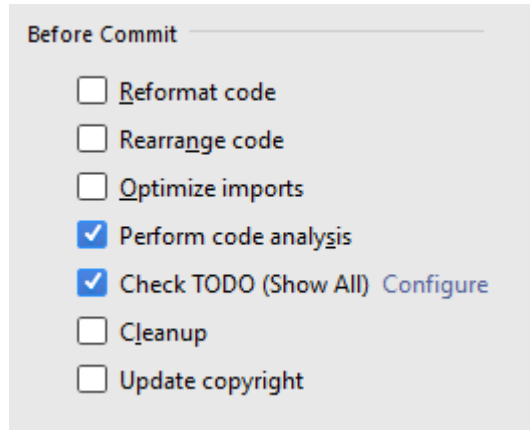 Before Commit
Reformat code
Rearrange code
Optimize imports
Perform code analysis
Check TODO (Show All) Configure
Cleanup
Update copyright